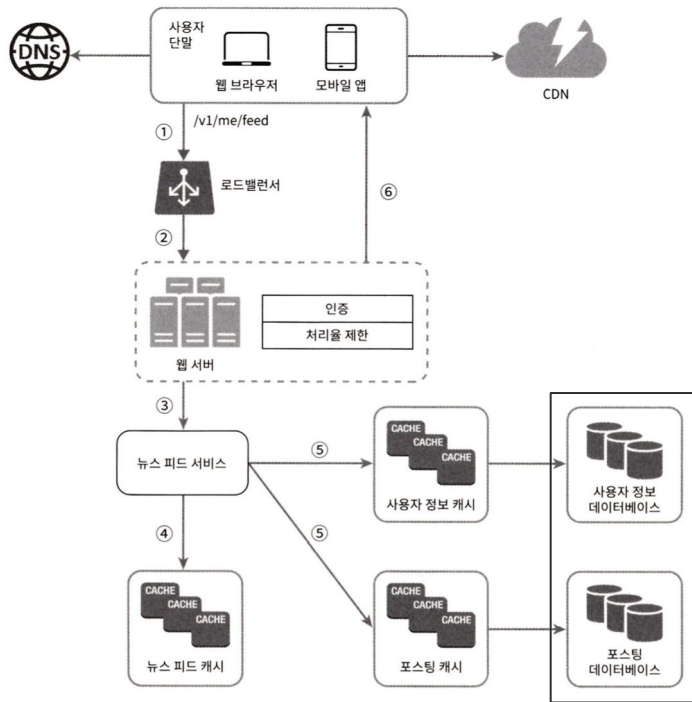 DNS
사용자
단말
웹 브라우저
모바일 앱
CDN
①
/v1/me/feed
로드밸런서
⑥
②
인증
처리율 제한
웹 서버
③
뉴스 피드 서비스
⑤
CACHE
CACHE
CACHE
사용자 정보 캐시
사용자 정보
데이터베이스
④
⑤
CACHE
CACHE
CACHE
뉴스 피드 캐시
CACHE
CACHE
CACHE
포스팅 캐시
포스팅
데이터베이스